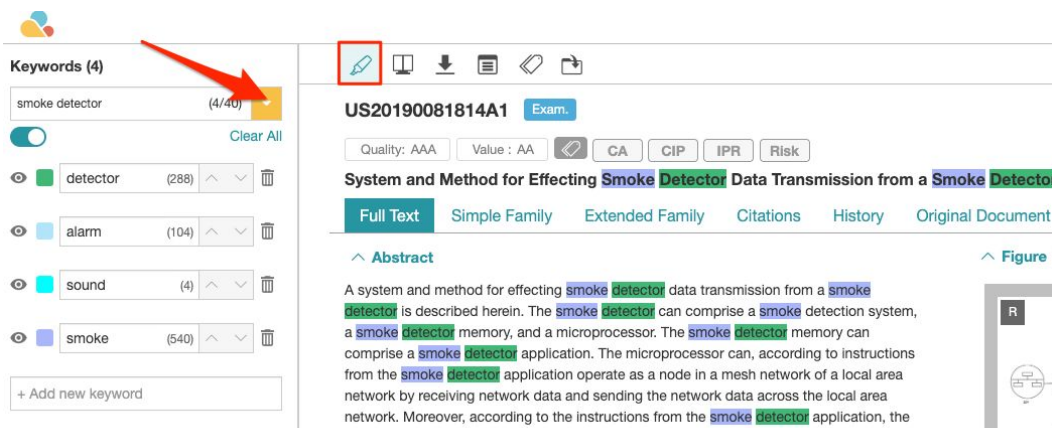 Keywords (4)
smoke detector (4/40)
Clear All
detector (288)
alarm (104)
sound (4)
smoke (540)
+ Add new keyword
US20190081814A1 Exam.
Quality: AAA Value : AA CA CIP IPR Risk
System and Method for Effecting Smoke Detector Data Transmission from a Smoke Detecto
Full Text Simple Family Extended Family Citations History Original Document
Abstract
A system and method for effecting smoke detector data transmission from a smoke
detector is described herein. The smoke detector can comprise a smoke detection system,
a smoke detector memory, and a microprocessor. The smoke detector memory can
comprise a smoke detector application. The microprocessor can, according to instructions
from the smoke detector application operate as a node in a mesh network of a local area
network by receiving network data and sending the network data across the local area
network. Moreover, according to the instructions from the smoke detector application, the
Figure
R